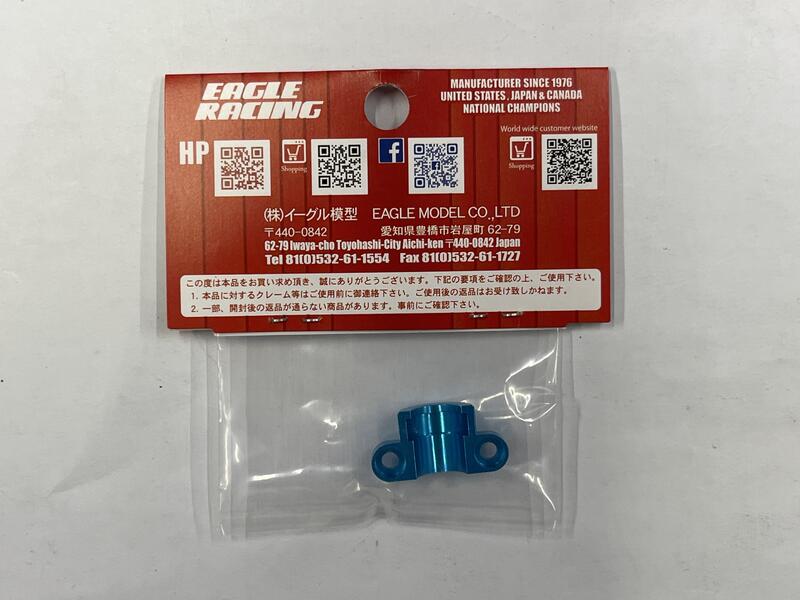 EAGLE
RACING
MANUFACTURER SINCE 1976
UNITED STATES, JAPAN & CANADA
NATIONAL CHAMPIONS
World wide customer website
HP
Shopping
f
Shopping
(株)イーグル模型 EAGLE MODEL CO.,LTD
〒440-0842 愛知県豊橋市岩屋町 62-79
62-79 Iwaya-cho Toyohashi-City Aichi-ken 〒440-0842 Japan
Tel 81(0)532-61-1554 Fax 81(0)532-61-1727
この度は本品をお買い求め頂き、誠にありがとうございます。下記の要項をご確認の上、ご使用下さい。
1. 本品に対するクレーム等はご使用前に御連絡下さい。ご使用後の返品はお受け致しかねます。
2. 一部、開封後の返品が通らない商品があります。事前にご確認下さい。